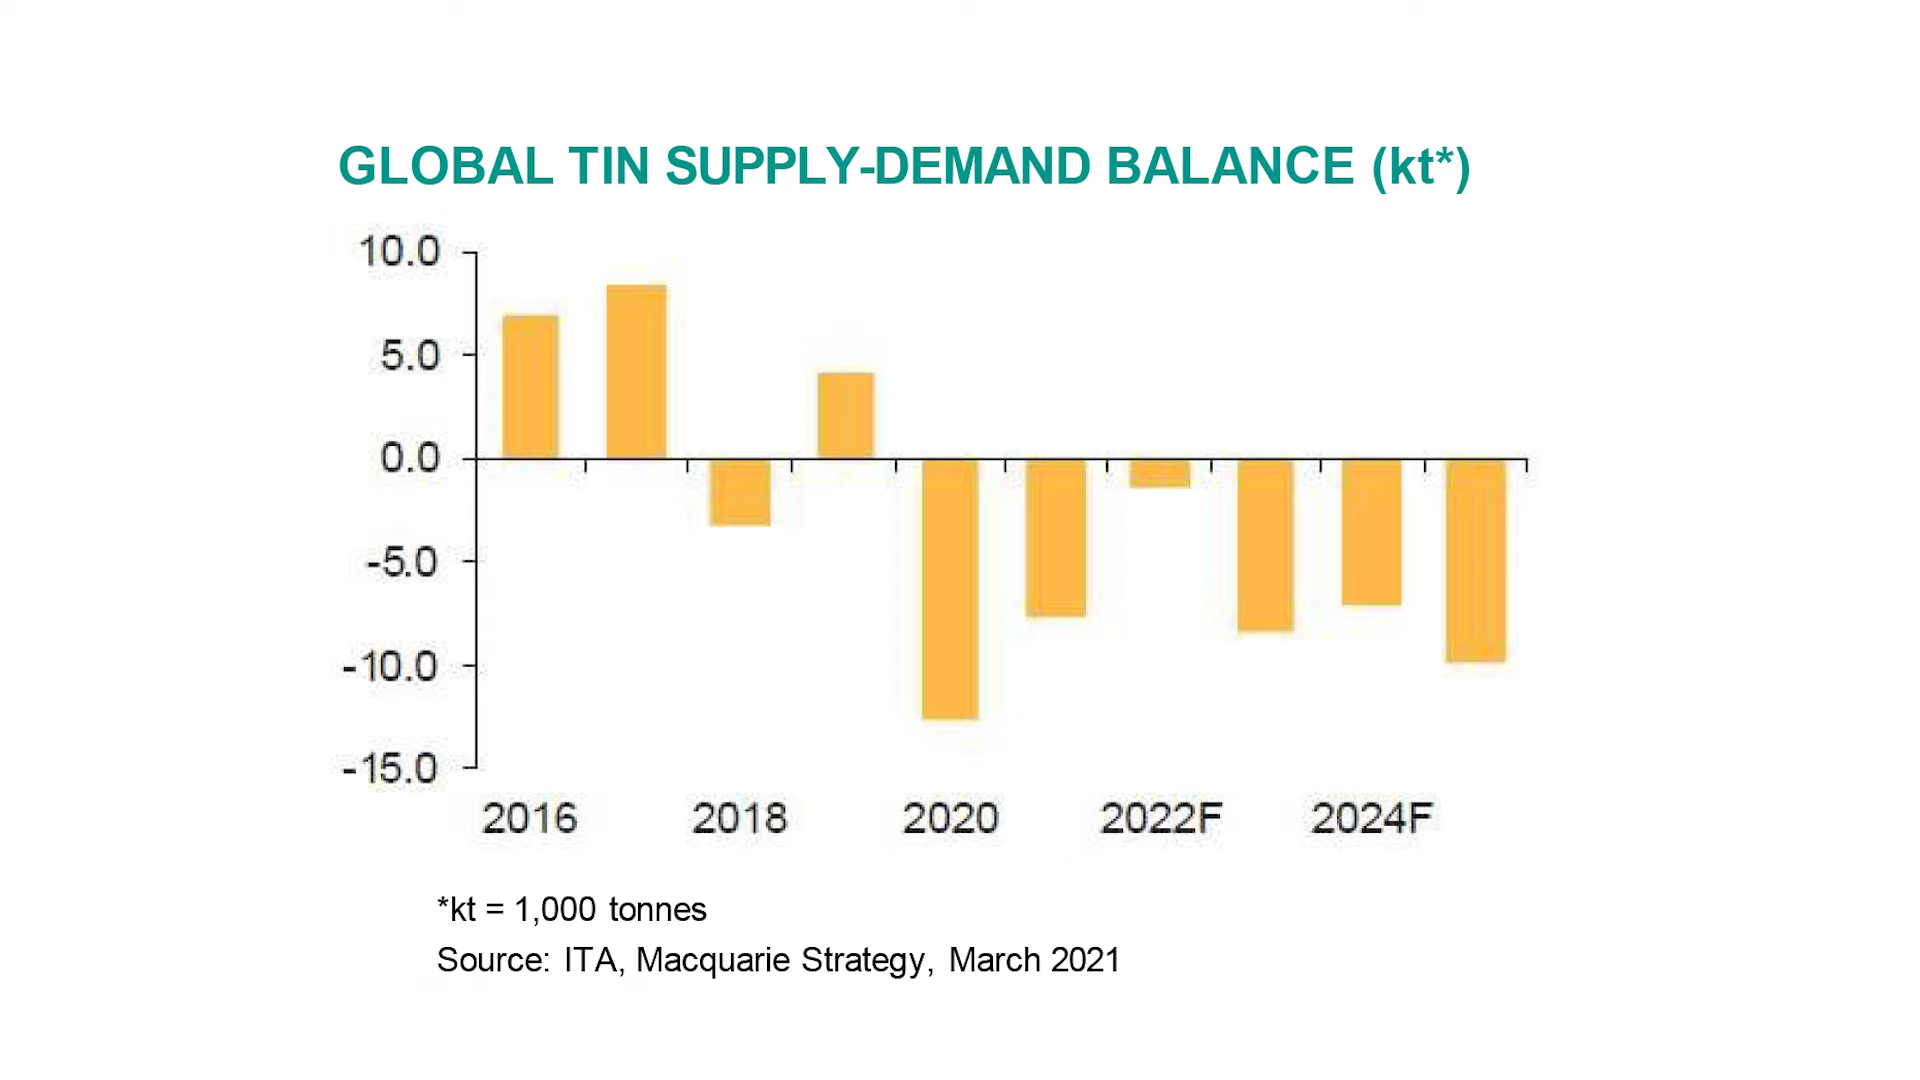 GLOBAL TIN SUPPLY-DEMAND BALANCE (kt*)
10.0
5.0
0.0
-5.0
-10.0
-15.0
2016 2018 2020 2022F 2024F
*kt = 1,000 tonnes
Source: ITA, Macquarie Strategy, March 2021